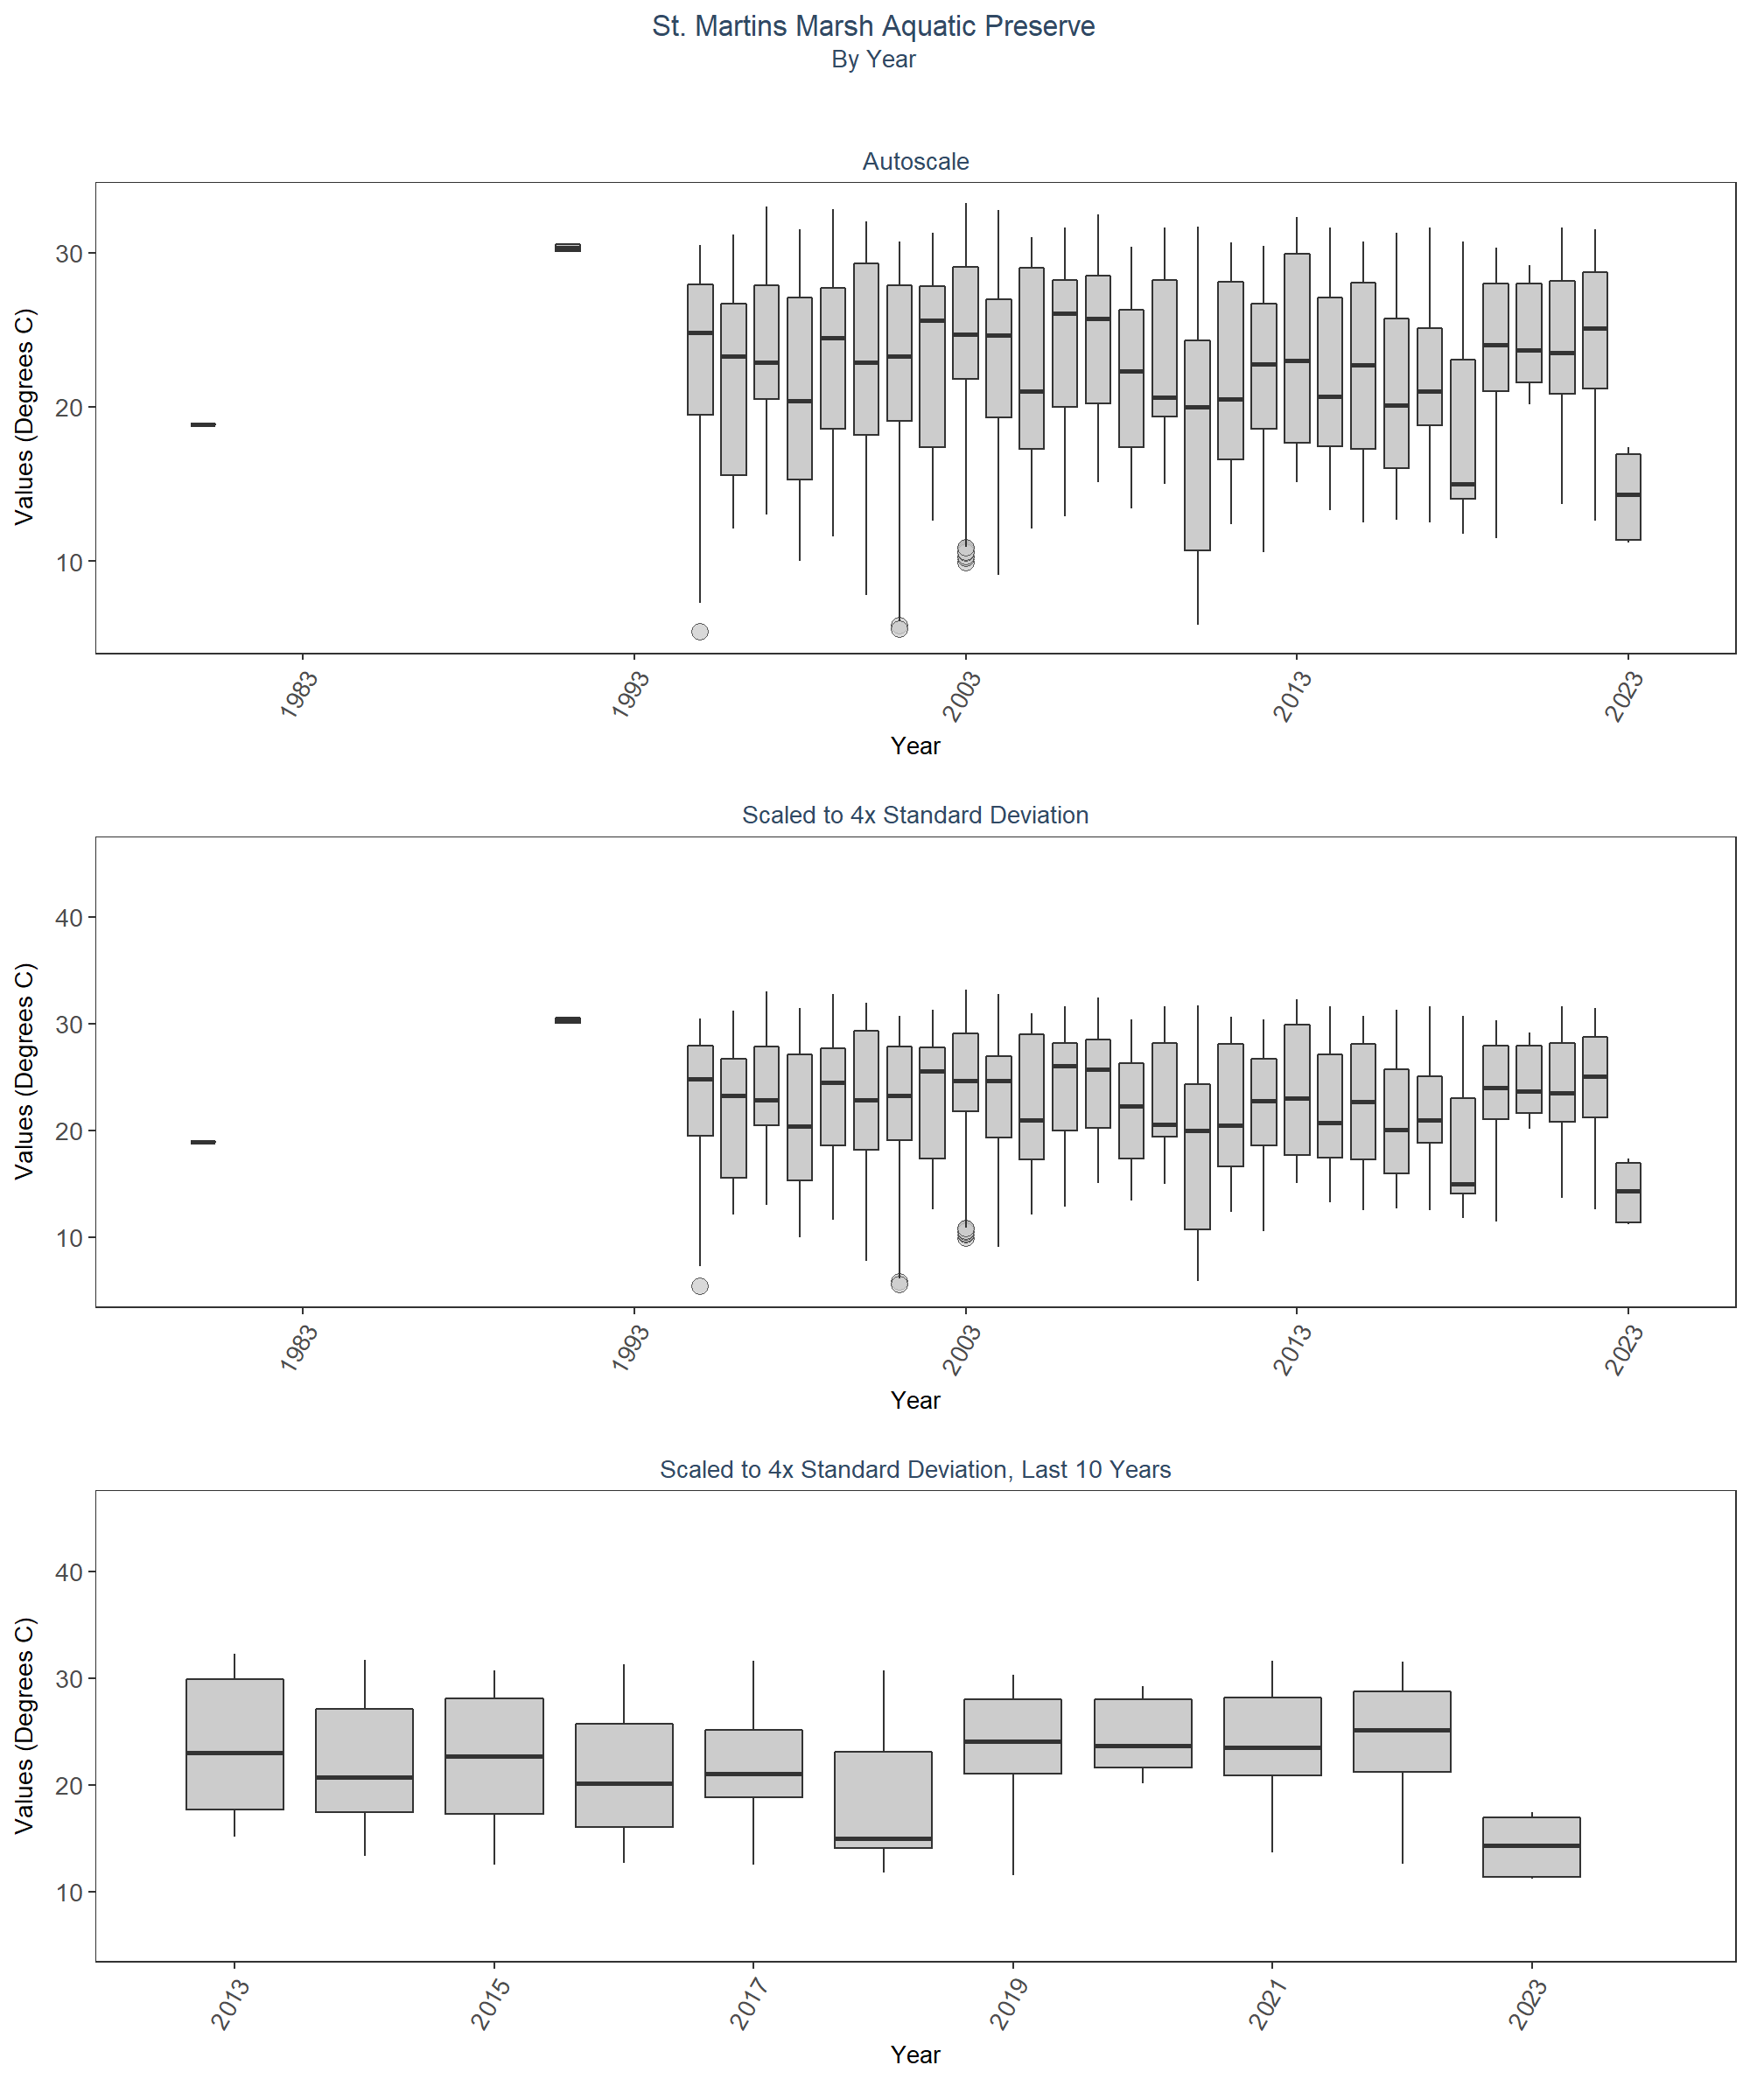 St. Martins Marsh Aquatic Preserve
By Year
Autoscale
Values (Degrees C)
30
20
10
1983
1993
2003
2013
2023
Year
Scaled to 4x Standard Deviation
Values (Degrees C)
40
30
20
10
1983
1993
2003
2013
2023
Year
Scaled to 4x Standard Deviation, Last 10 Years
Values (Degrees C)
40
30
20
10
2013
2015
2017
2019
2021
2023
Year